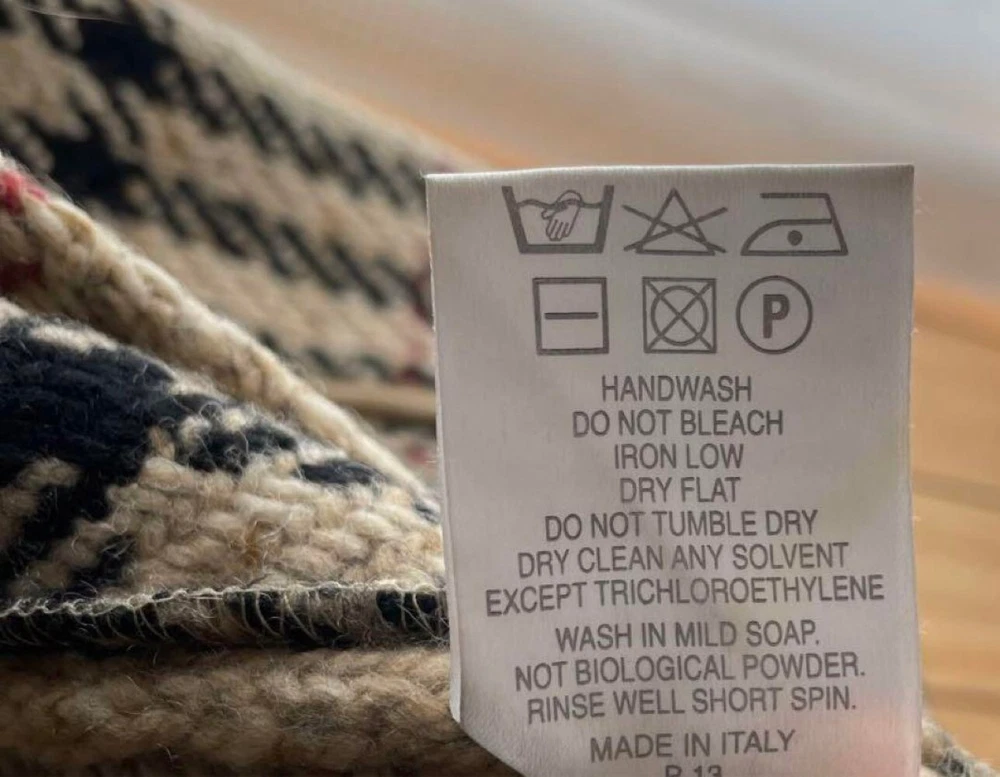 P
HANDWASH
DO NOT BLEACH
IRON LOW
DRY FLAT
DO NOT TUMBLE DRY
DRY CLEAN ANY SOLVENT
EXCEPT TRICHLOROETHYLENE
WASH IN MILD SOAP.
NOT BIOLOGICAL POWDER.
RINSE WELL SHORT SPIN.
MADE IN ITALY